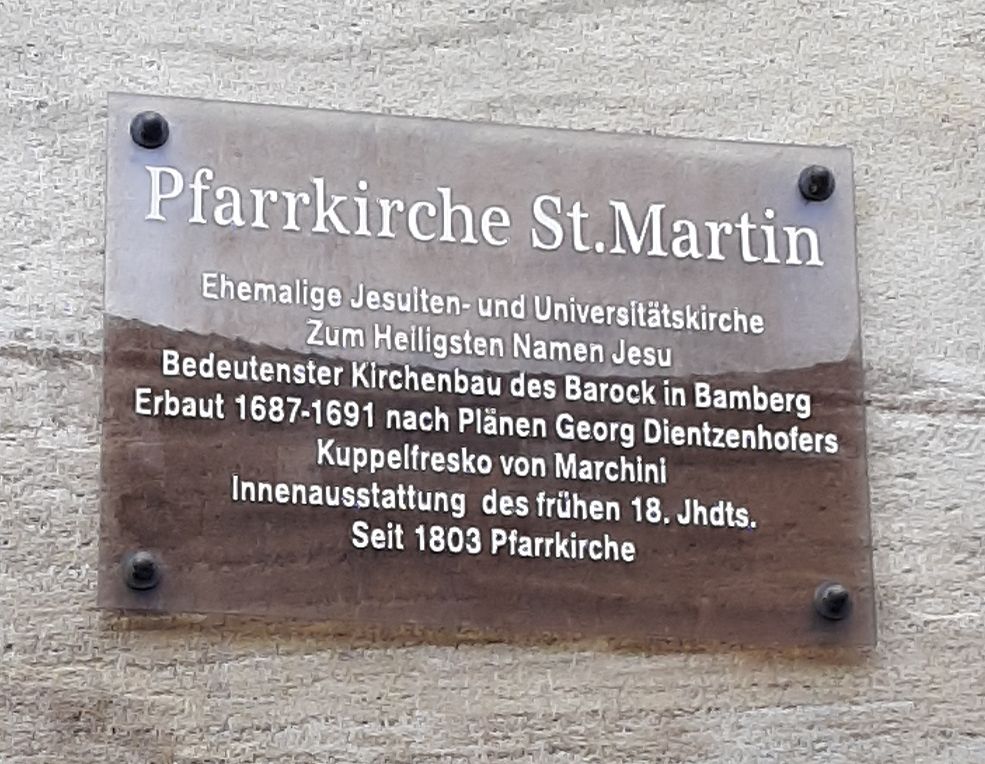 Pfarrkirche St.Martin
Ehemalige Jesuiten- und Universitätskirche
Zum Heiligsten Namen Jesu
Bedeutenster Kirchenbau des Barock in Bamberg
Erbaut 1687-1691 nach Plänen Georg Dientzenhofers
Kuppelfresko von Marchini
Innenausstattung des frühen 18. Jhdts.
Seit 1803 Pfarrkirche